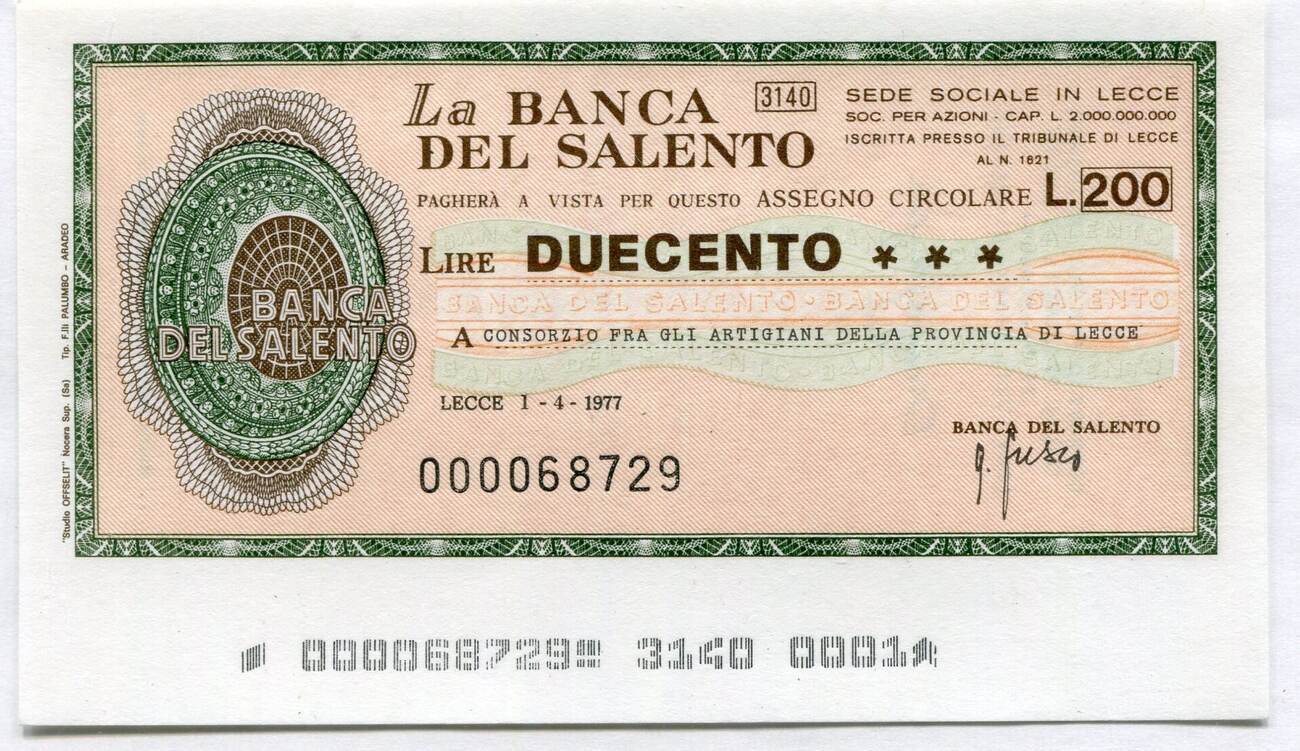 La BANCA
DEL SALENTO
3140
SEDE SOCIALE IN LECCE
SOC. PER AZIONI - CAP. L. 2.000.000.000
ISCRITTA PRESSO IL TRIBUNALE DI LECCE
AL N. 1621
PAGHERÀ A VISTA PER QUESTO ASSEGNO CIRCOLARE L.200
LIRE DUECENTO ★ ★ ★
BANCA DEL SALENTO · BANCA DEL SALENTO
A CONSORZIO FRA GLI ARTIGIANI DELLA PROVINCIA DI LECCE
BANCA
DEL SALENTO
LECCE 1 - 4 - 1977
BANCA DEL SALENTO
g. fusco
000068729
"Studio OFFSELIT" Nocera Sup. (Sa) Tip. F.lli PALUMBO – ARADEO
000068729 3140 0001